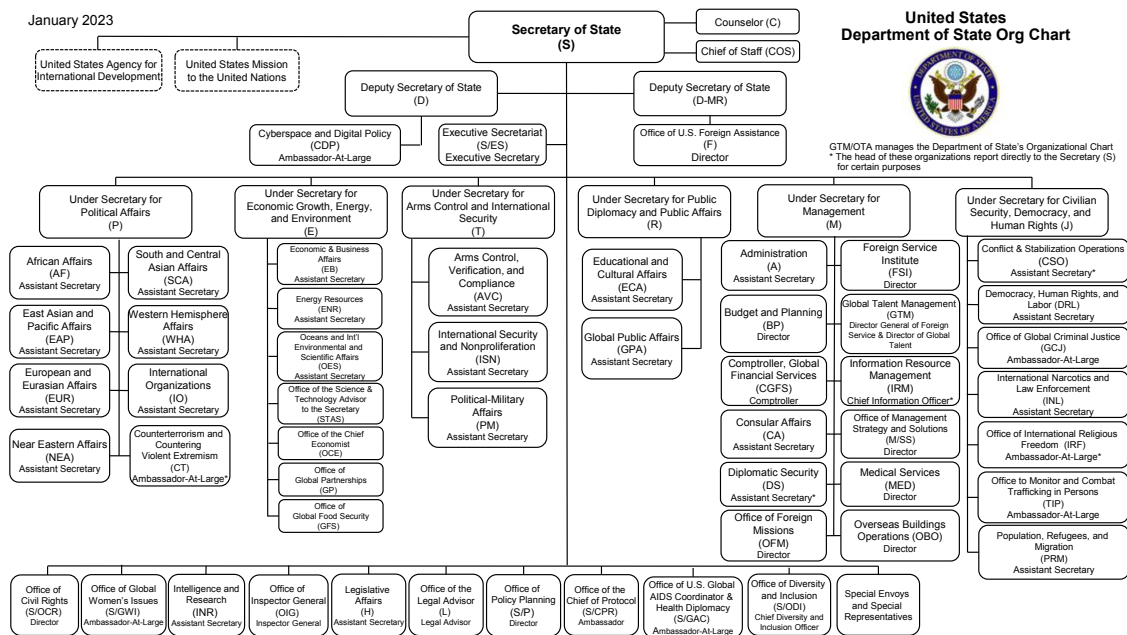 January 2023
Secretary of State
(S)
Counselor (C)
Chief of Staff (COS)
United States
Department of State Org Chart
DEPARTMENT OF STATE
UNITED STATES OF AMERICA
GTM/OTA manages the Department of State's Organizational Chart
* The head of these organizations report directly to the Secretary (S)
for certain purposes
United States Agency for
International Development
United States Mission
to the United Nations
Deputy Secretary of State
(D)
Deputy Secretary of State
(D-MR)
Cyberspace and Digital Policy
(CDP)
Ambassador-At-Large
Executive Secretariat
(S/ES)
Executive Secretary
Office of U.S. Foreign Assistance
(F)
Director
Under Secretary for
Political Affairs
(P)
African Affairs
(AF)
Assistant Secretary
South and Central
Asian Affairs
(SCA)
Assistant Secretary
East Asian and
Pacific Affairs
(EAP)
Assistant Secretary
Western Hemisphere
Affairs
(WHA)
Assistant Secretary
European and
Eurasian Affairs
(EUR)
Assistant Secretary
International
Organizations
(IO)
Assistant Secretary
Near Eastern Affairs
(NEA)
Assistant Secretary
Counterterrorism and
Countering
Violent Extremism
(CT)
Ambassador-At-Large*
Under Secretary for
Economic Growth, Energy,
and Environment
(E)
Economic & Business
Affairs
(EB)
Assistant Secretary
Energy Resources
(ENR)
Assistant Secretary
Oceans and Int'l
Environmental and
Scientific Affairs
(OES)
Assistant Secretary
Office of the Science &
Technology Advisor
to the Secretary
(STAS)
Office of the Chief
Economist
(OCE)
Office of
Global Partnerships
(GP)
Office of
Global Food Security
(GFS)
Under Secretary for
Arms Control and International
Security
(T)
Arms Control,
Verification, and
Compliance
(AVC)
Assistant Secretary
International Security
and Nonproliferation
(ISN)
Assistant Secretary
Political-Military
Affairs
(PM)
Assistant Secretary
Under Secretary for Public
Diplomacy and Public Affairs
(R)
Educational and
Cultural Affairs
(ECA)
Assistant Secretary
Global Public Affairs
(GPA)
Assistant Secretary
Under Secretary for
Management
(M)
Administration
(A)
Assistant Secretary
Foreign Service
Institute
(FSI)
Director
Budget and Planning
(BP)
Director
Global Talent Management
(GTM)
Director General of Foreign
Service & Director of Global
Talent
Comptroller, Global
Financial Services
(CGFS)
Comptroller
Information Resource
Management
(IRM)
Chief Information Officer*
Consular Affairs
(CA)
Assistant Secretary
Office of Management
Strategy and Solutions
(M/SS)
Director
Diplomatic Security
(DS)
Assistant Secretary*
Medical Services
(MED)
Director
Office of Foreign
Missions
(OFM)
Director
Overseas Buildings
Operations (OBO)
Director
Under Secretary for Civilian
Security, Democracy, and
Human Rights (J)
Conflict & Stabilization Operations
(CSO)
Assistant Secretary*
Democracy, Human Rights, and
Labor (DRL)
Assistant Secretary
Office of Global Criminal Justice
(GCJ)
Ambassador-At-Large
International Narcotics and
Law Enforcement
(INL)
Assistant Secretary
Office of International Religious
Freedom (IRF)
Ambassador-At-Large*
Office to Monitor and Combat
Trafficking in Persons
(TIP)
Ambassador-At-Large
Population, Refugees, and
Migration
(PRM)
Assistant Secretary
Office of
Civil Rights
(S/OCR)
Director
Office of Global
Women's Issues
(S/GWI)
Ambassador-At-Large
Intelligence and
Research
(INR)
Assistant Secretary
Office of
Inspector General
(OIG)
Inspector General
Legislative
Affairs
(H)
Assistant Secretary
Office of the
Legal Advisor
(L)
Legal Advisor
Office of
Policy Planning
(S/P)
Director
Office of the
Chief of Protocol
(S/CPR)
Ambassador
Office of U.S. Global
AIDS Coordinator &
Health Diplomacy
(S/GAC)
Ambassador-At-Large
Office of Diversity
and Inclusion
(S/ODI)
Chief Diversity and
Inclusion Officer
Special Envoys
and Special
Representatives